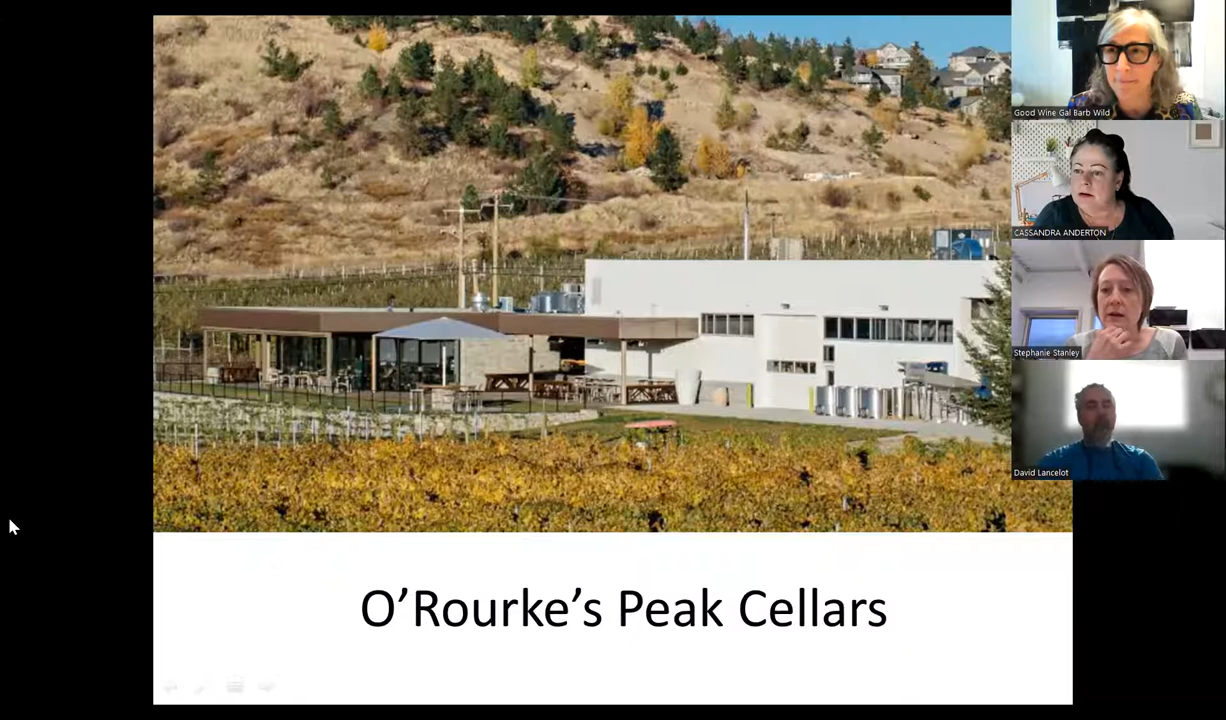 Good Wine Gal Barb Wild
CASSANDRA ANDERTON
Stephanie Stanley
David Lancelot
O’Rourke’s Peak Cellars